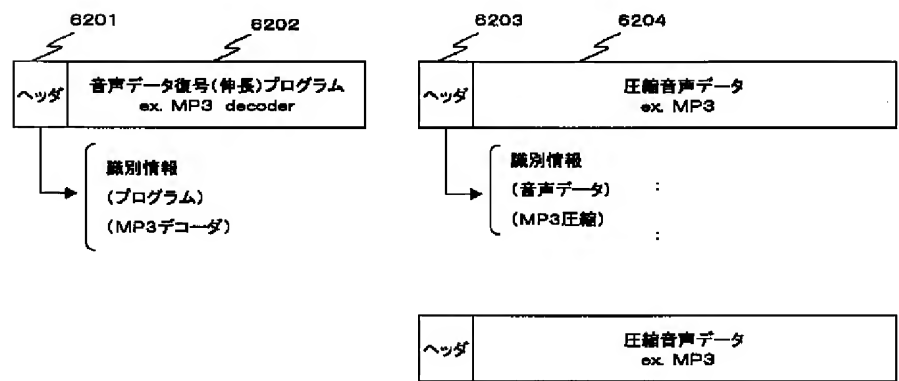 6201
6202
ヘッダ
音声データ復号(伸長)プログラム
ex. MP3 decoder
識別情報
(プログラム)
(MP3デコーダ)
6203
6204
ヘッダ
圧縮音声データ
ex. MP3
識別情報
(音声データ) :
(MP3圧縮)
:
ヘッダ
圧縮音声データ
ex. MP3